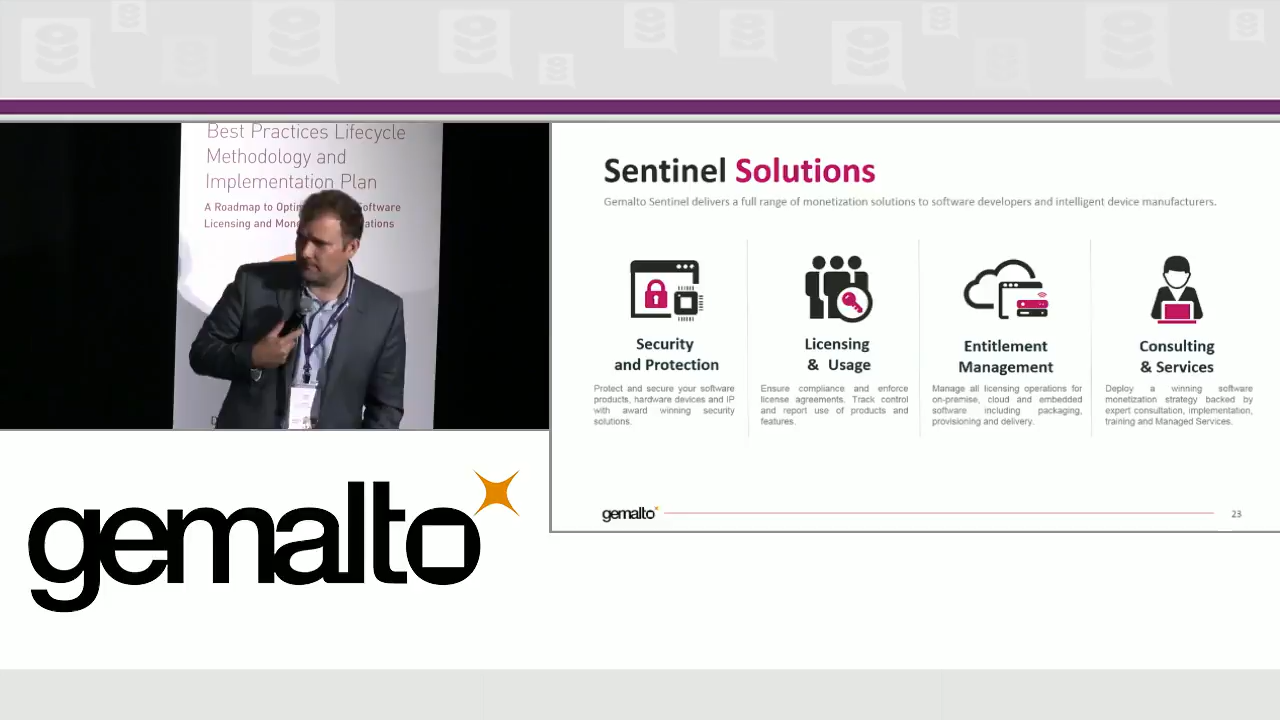 Best Practices Lifecycle
Methodology and
Implementation Plan
A Roadmap to Optim ftware
Licensing and Mone ations
D
gemalto
Sentinel Solutions
Gemalto Sentinel delivers a full range of monetization solutions to software developers and intelligent device manufacturers.
Security
and Protection
Protect and secure your software
products, hardware devices and IP
with award winning security
solutions.
Licensing
& Usage
Ensure compliance and enforce
license agreements. Track control
and report use of products and
features.
Entitlement
Management
Manage all licensing operations for
on-premise, cloud and embedded
software including packaging,
provisioning and delivery.
Consulting
& Services
Deploy a winning software
monetization strategy backed by
expert consultation, implementation,
training and Managed Services.
gemalto
23